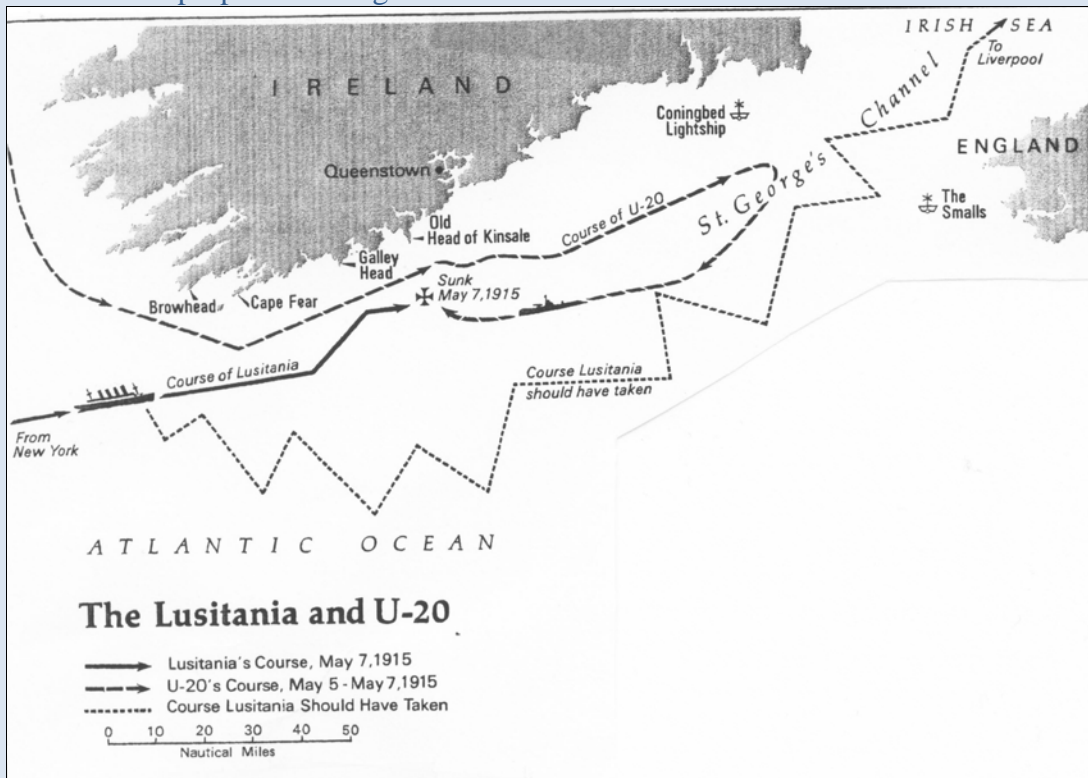 IRISH SEA
To
Liverpool
Channel
IRELAND
Coningbed
Lightship
ENGLAND
Queenstown
St. George's
The
Smalls
Course of U-20
Old
Head of Kinsale
Galley
Head
Sunk
May 7,1915
Browhead
Cape Fear
Course of Lusitania
Course Lusitania
should have taken
From
New York
ATLANTIC OCEAN
The Lusitania and U-20
Lusitania's Course, May 7,1915
U-20's Course, May 5 - May 7,1915
Course Lusitania Should Have Taken
0 10 20 30 40 50
Nautical Miles